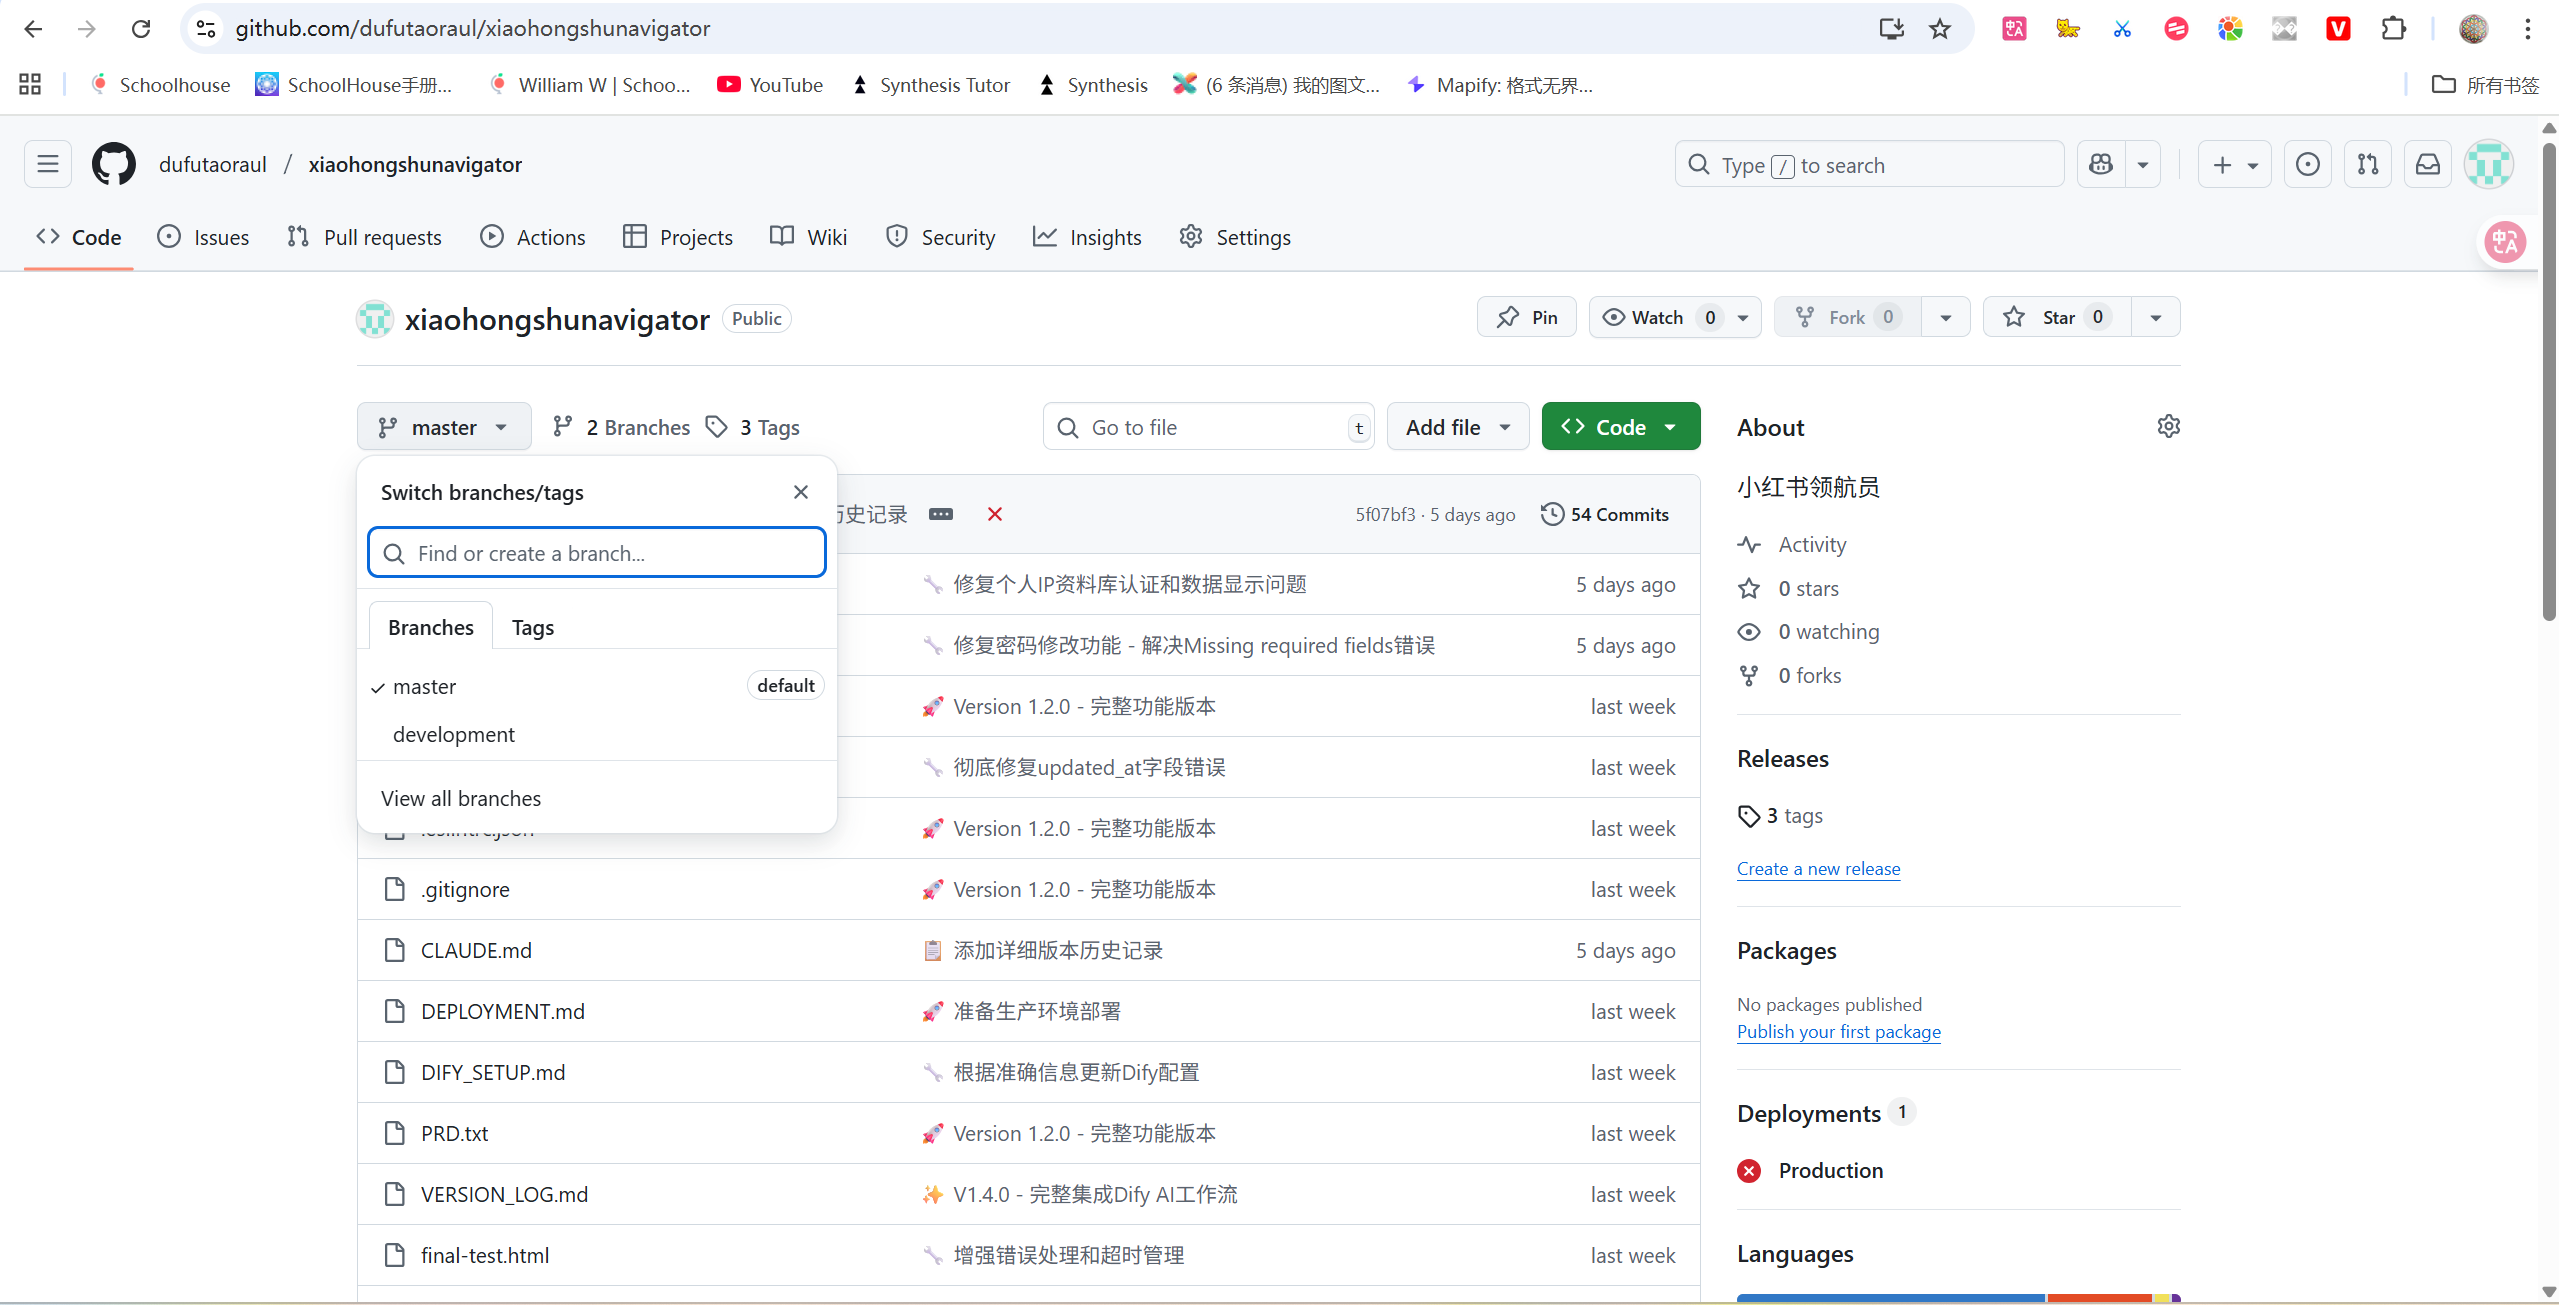 github.com/dufutaoraul/xiaohongshunavigator
Schoolhouse SchoolHouse手册... William W | Schoo... YouTube Synthesis Tutor Synthesis (6 条消息) 我的图文... Mapify: 格式无界... 所有书签
dufutaoraul / xiaohongshunavigator Type / to search
Code Issues Pull requests Actions Projects Wiki Security Insights Settings
xiaohongshunavigator Public Pin Watch 0 Fork 0 Star 0
master 2 Branches 3 Tags Go to file t Add file Code
Switch branches/tags
Find or create a branch...
Branches Tags
master default
development
View all branches
历史记录 5f07bf3 · 5 days ago 54 Commits
修复个人IP资料库认证和数据显示问题 5 days ago
修复密码修改功能 - 解决Missing required fields错误 5 days ago
Version 1.2.0 - 完整功能版本 last week
彻底修复updated_at字段错误 last week
.eslintrc.json Version 1.2.0 - 完整功能版本 last week
.gitignore Version 1.2.0 - 完整功能版本 last week
CLAUDE.md 添加详细版本历史记录 5 days ago
DEPLOYMENT.md 准备生产环境部署 last week
DIFY_SETUP.md 根据准确信息更新Dify配置 last week
PRD.txt Version 1.2.0 - 完整功能版本 last week
VERSION_LOG.md V1.4.0 - 完整集成Dify AI工作流 last week
final-test.html 增强错误处理和超时管理 last week
About
小红书领航员
Activity
0 stars
0 watching
0 forks
Releases
3 tags
Create a new release
Packages
No packages published
Publish your first package
Deployments 1
Production
Languages